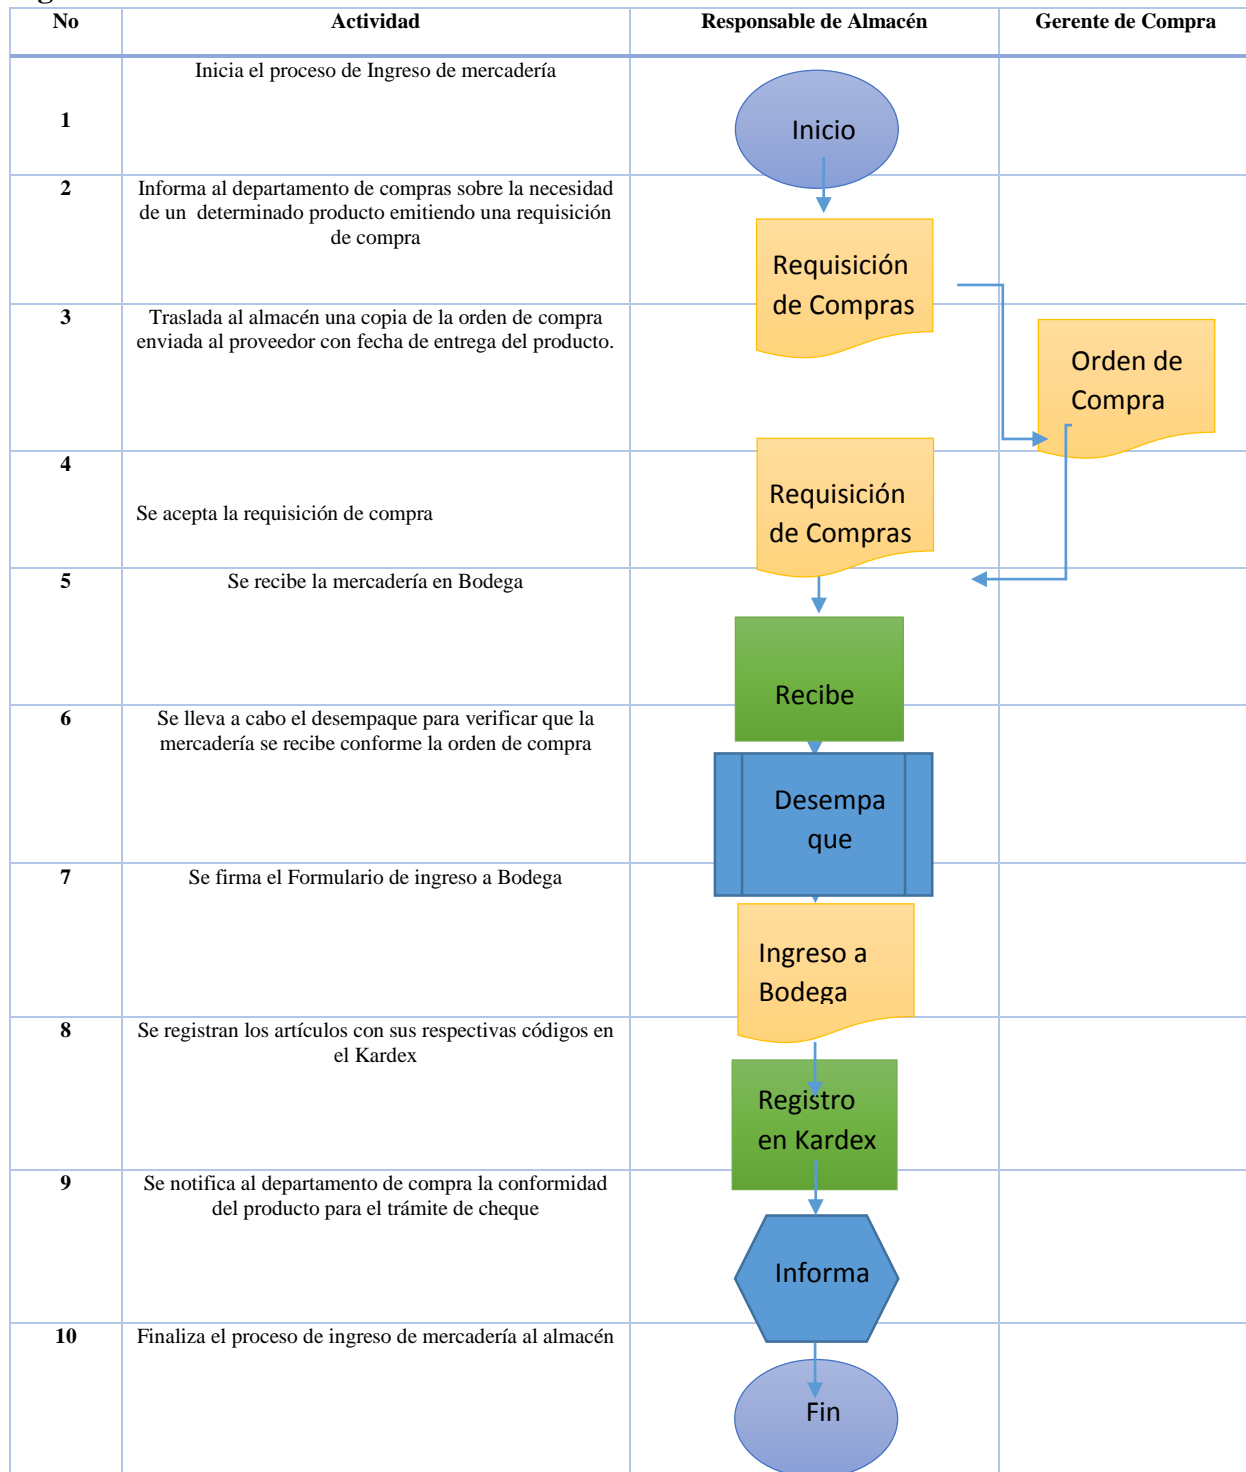 No Actividad Responsable de Almacén Gerente de Compra
Inicia el proceso de Ingreso de mercadería
1
Inicio
2 Informa al departamento de compras sobre la necesidad
de un determinado producto emitiendo una requisición
de compra
Requisición
de Compras
3 Traslada al almacén una copia de la orden de compra
enviada al proveedor con fecha de entrega del producto.
Orden de
Compra
4
Se acepta la requisición de compra
Requisición
de Compras
5 Se recibe la mercadería en Bodega
Recibe
6 Se lleva a cabo el desempaque para verificar que la
mercadería se recibe conforme la orden de compra
Desempa
que
7 Se firma el Formulario de ingreso a Bodega
Ingreso a
Bodega
8 Se registran los artículos con sus respectivas códigos en
el Kardex
Registro
en Kardex
9 Se notifica al departamento de compra la conformidad
del producto para el trámite de cheque
Informa
10 Finaliza el proceso de ingreso de mercadería al almacén
Fin